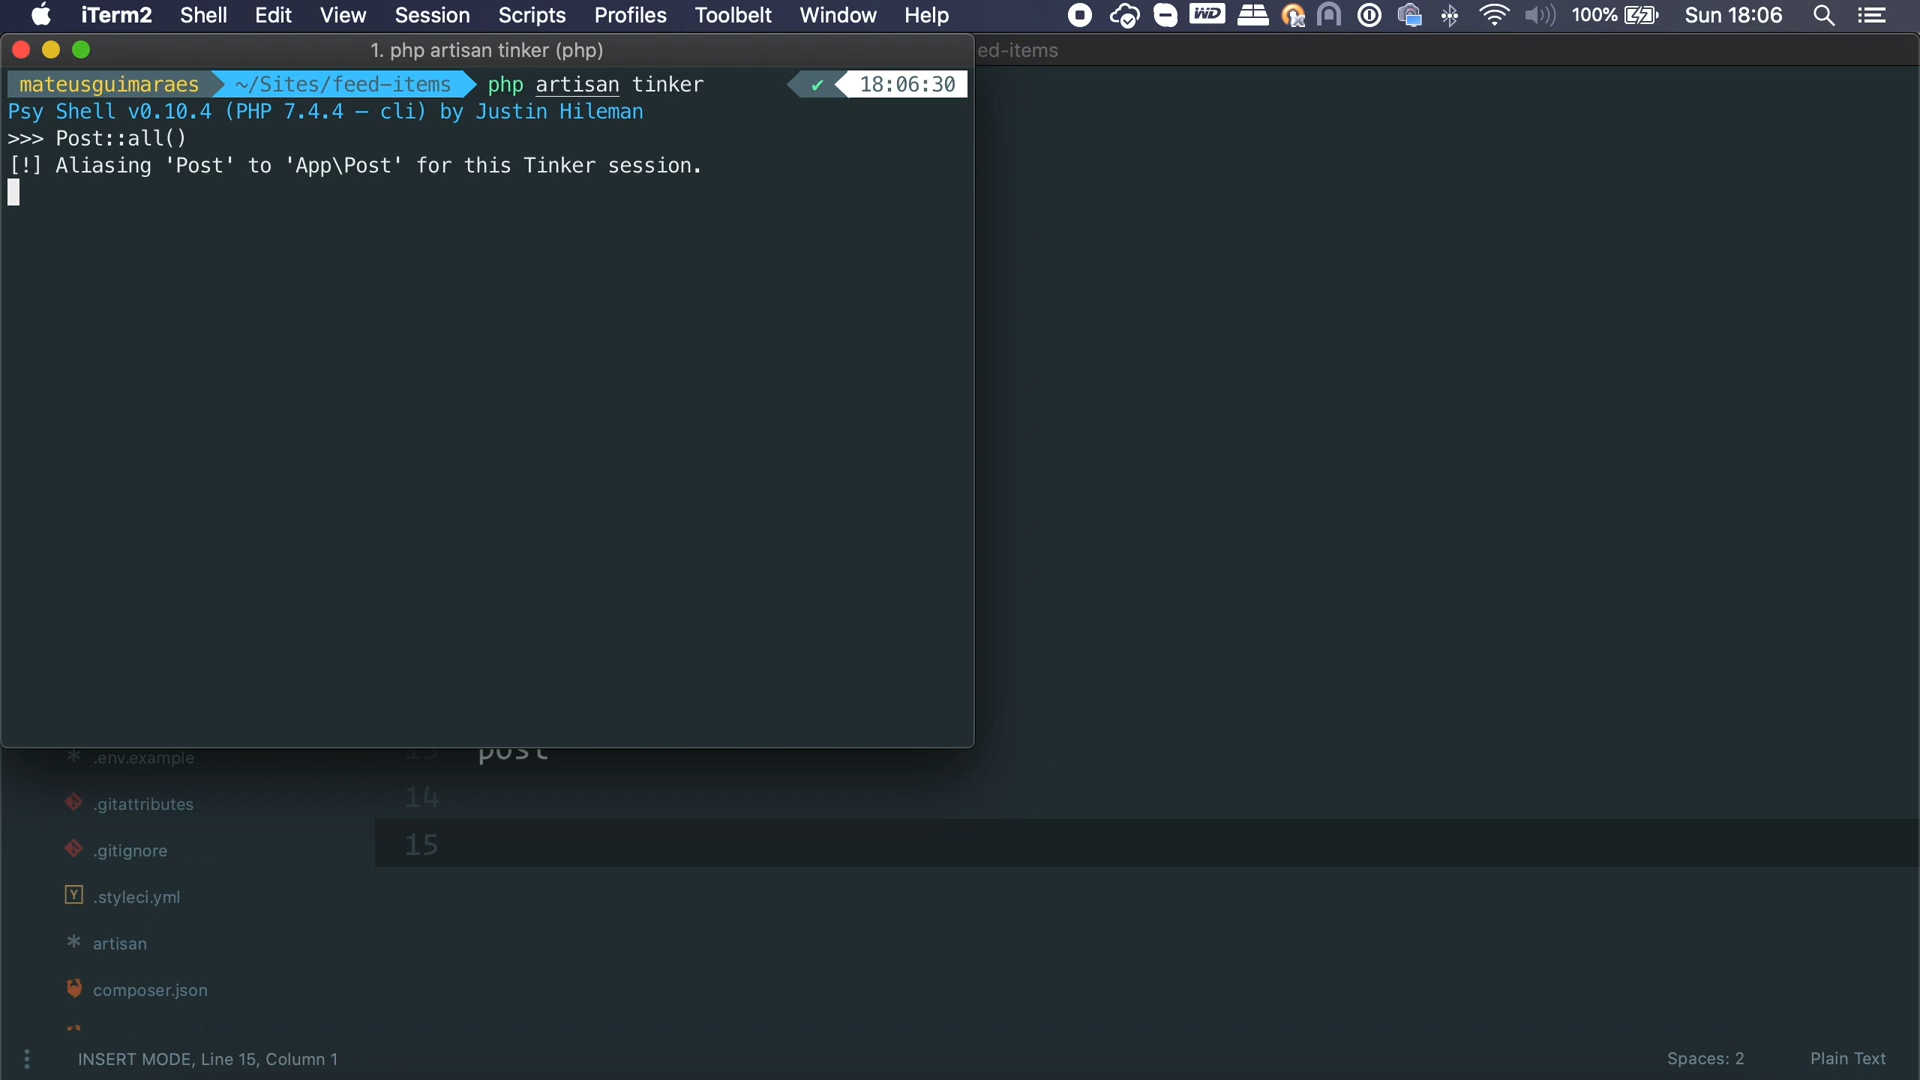 iTerm2 Shell Edit View Session Scripts Profiles Toolbelt Window Help WD 100% Sun 18:06
1. php artisan tinker (php)
ed-items
mateusguimaraes ~/Sites/feed-items php artisan tinker ✔ 18:06:30
Psy Shell v0.10.4 (PHP 7.4.4 — cli) by Justin Hileman
>>> Post::all()
[!] Aliasing 'Post' to 'App\Post' for this Tinker session.
* .env.example
13 post
.gitattributes
14
15
.gitignore
Y .styleci.yml
* artisan
composer.json
INSERT MODE, Line 15, Column 1
Spaces: 2
Plain Text